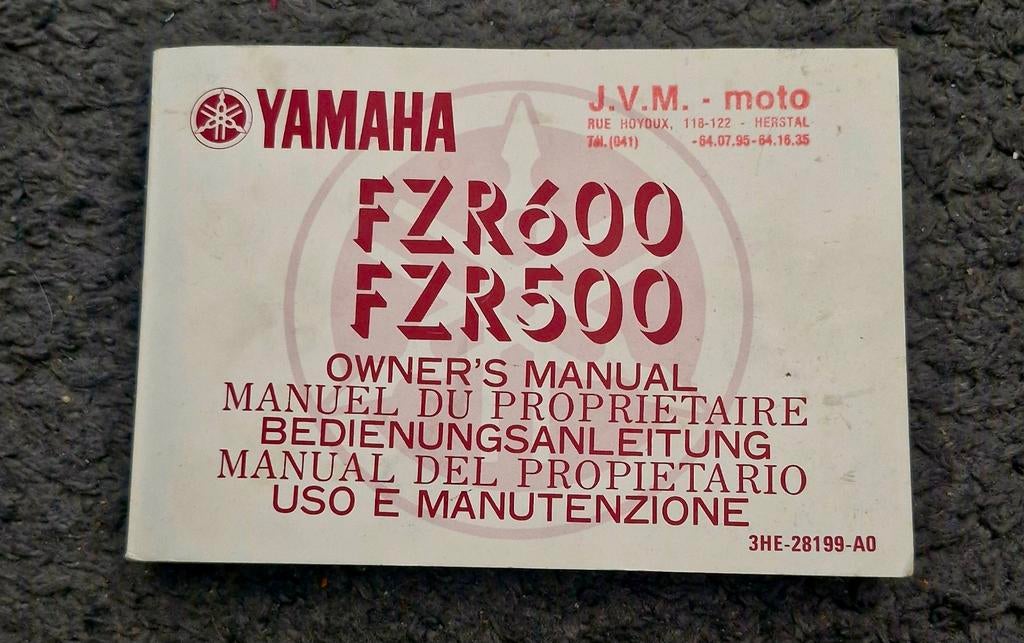 YAMAHA
J.V.M. - moto
RUE HOYOUX, 116-122 - HERSTAL
Tél. (041) -64.07.95-64.16.35
FZR600
FZR500
OWNER'S MANUAL
MANUEL DU PROPRIETAIRE
BEDIENUNGSANLEITUNG
MANUAL DEL PROPIETARIO
USO E MANUTENZIONE
3HE-28199-A0